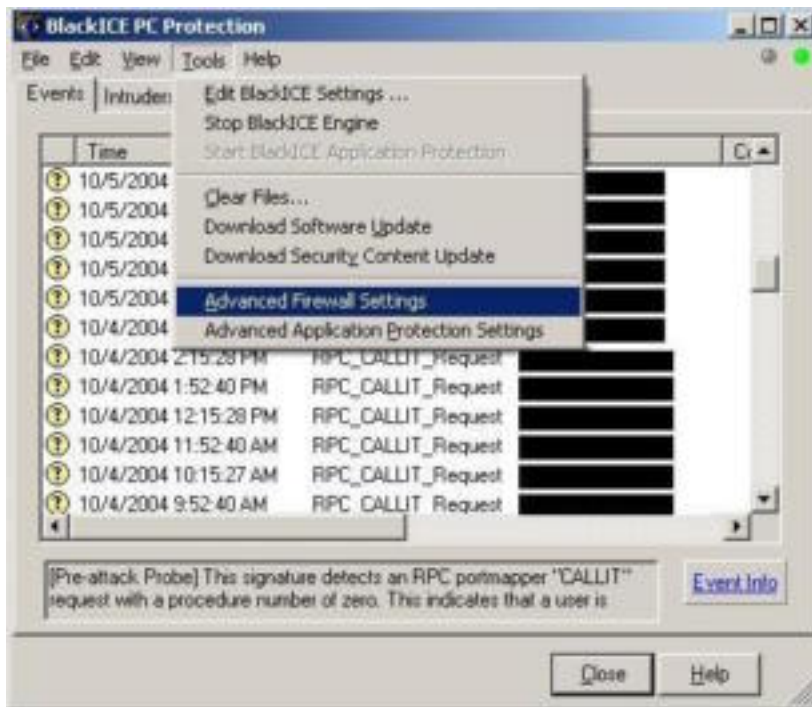 BlackICE PC Protection
File Edit View Tools Help
Events Intruders
Edit BlackICE Settings ...
Stop BlackICE Engine
Start BlackICE Application Protection
Clear Files...
Download Software Update
Download Security Content Update
Advanced Firewall Settings
Advanced Application Protection Settings
Time
10/5/2004
10/5/2004
10/5/2004
10/5/2004
10/5/2004
10/4/2004
10/4/2004 2:15:28 PM RPC_CALLIT_Request
10/4/2004 1:52:40 PM RPC_CALLIT_Request
10/4/2004 12:15:28 PM RPC_CALLIT_Request
10/4/2004 11:52:40 AM RPC_CALLIT_Request
10/4/2004 10:15:27 AM RPC_CALLIT_Request
10/4/2004 9:52:40 AM RPC_CALLIT_Request
[Pre-attack Probe] This signature detects an RPC portmapper "CALLIT"
request with a procedure number of zero. This indicates that a user is
Event Info
Close Help